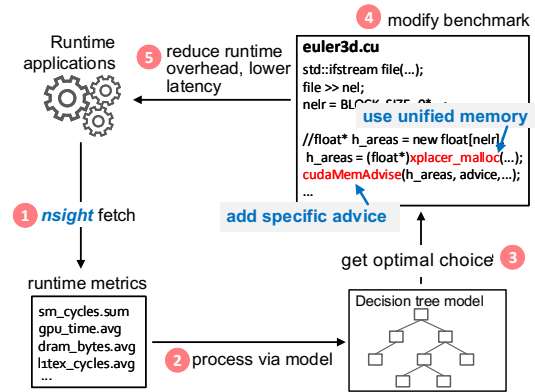 4 modify benchmark
Runtime
applications
5 reduce runtime
overhead, lower
latency
euler3d.cu
std::ifstream file(...);
file >> nel;
nelr = BLOCK_SIZE_0*
use unified memory
//float* h_areas = new float[nelr]
h_areas = (float*)xplacer_malloc(...);
cudaMemAdvise(h_areas, advice,...);
...
add specific advice
1 nsight fetch
get optimal choice 3
runtime metrics
sm_cycles.sum
gpu_time.avg
dram_bytes.avg
l1tex_cycles.avg
...
2 process via model
Decision tree model